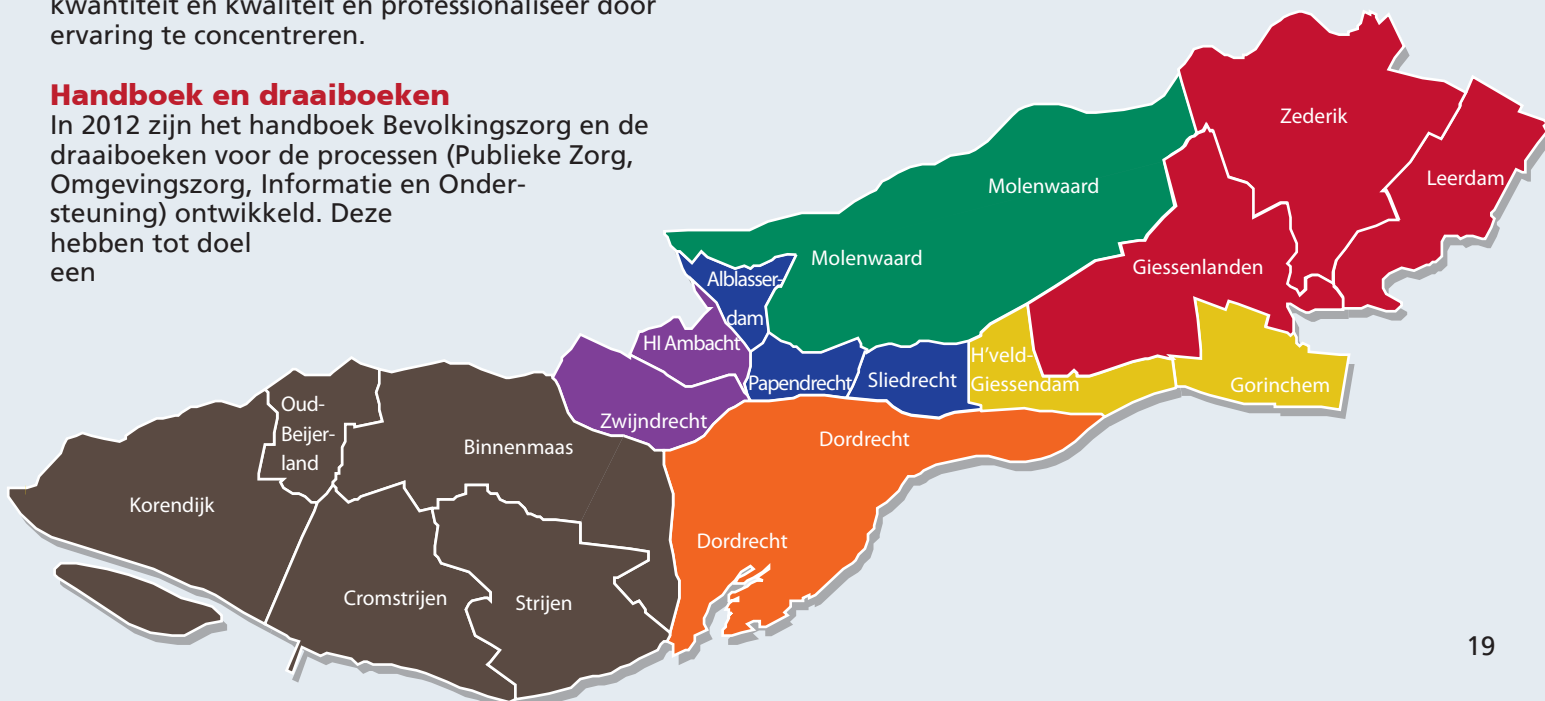 kwantiteit en kwaliteit en professionaliseer door
ervaring te concentreren.
Handboek en draaiboeken
In 2012 zijn het handboek Bevolkingszorg en de
draaiboeken voor de processen (Publieke Zorg,
Omgevingszorg, Informatie en Onder-
steuning) ontwikkeld. Deze
hebben tot doel
een
Zederik
Leerdam
Molenwaard
Molenwaard
Giessenlanden
Alblasser-
dam
HI Ambacht
Papendrecht
Sliedrecht
H'veld-
Giessendam
Gorinchem
Zwijndrecht
Dordrecht
Oud-
Beijer-
land
Binnenmaas
Korendijk
Dordrecht
Cromstrijen
Strijen
19